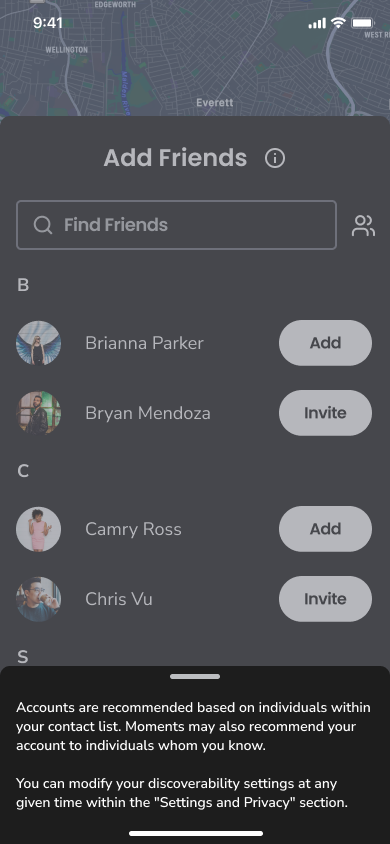 EDGEWORTH
9:41
WELLINGTON
WEST R
Everett
Add Friends
Find Friends
B
Brianna Parker
Add
Bryan Mendoza
Invite
C
Camry Ross
Add
Chris Vu
Invite
S
Accounts are recommended based on individuals within
your contact list. Moments may also recommend your
account to individuals whom you know.
You can modify your discoverability settings at any
given time within the "Settings and Privacy" section.